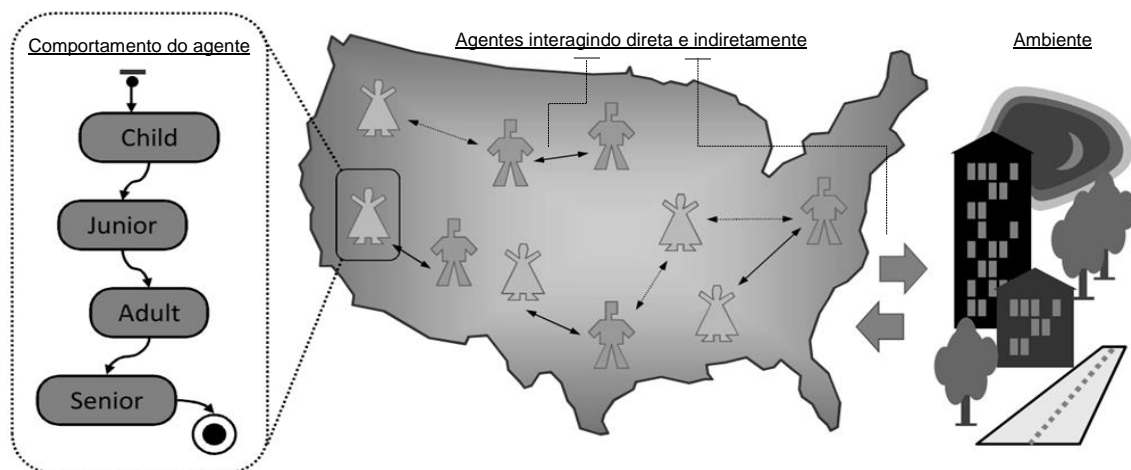 Comportamento do agente
Agentes interagindo direta e indiretamente
Ambiente
Child
Junior
Adult
Senior